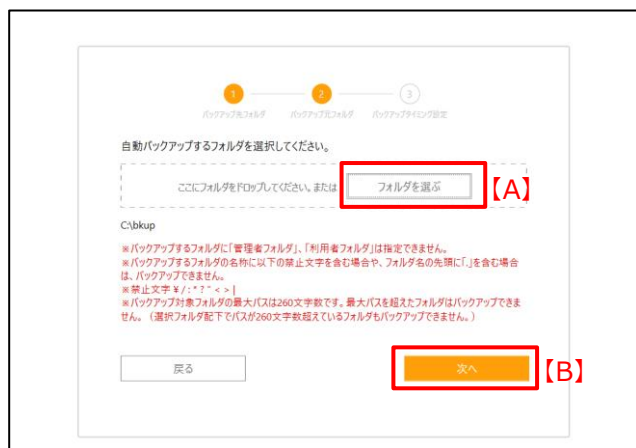 1 2 3
バックアップ先フォルダ バックアップ元フォルダ バックアップタイミング設定
自動バックアップするフォルダを選択してください。
ここにフォルダをドロップしてください。または フォルダを選ぶ 【A】
C:\bkup
※バックアップするフォルダに「管理者フォルダ」、「利用者フォルダ」は指定できません。
※バックアップするフォルダの名称に以下の禁止文字を含む場合や、フォルダ名の先頭に「.」を含む場合
は、バックアップできません。
※禁止文字 ¥ / : * ? " < > |
※バックアップ対象フォルダの最大パスは260文字数です。最大パスを超えたフォルダはバックアップできま
せん。（選択フォルダ配下でパスが260文字数超えているフォルダもバックアップできません。）
戻る 次へ 【B】